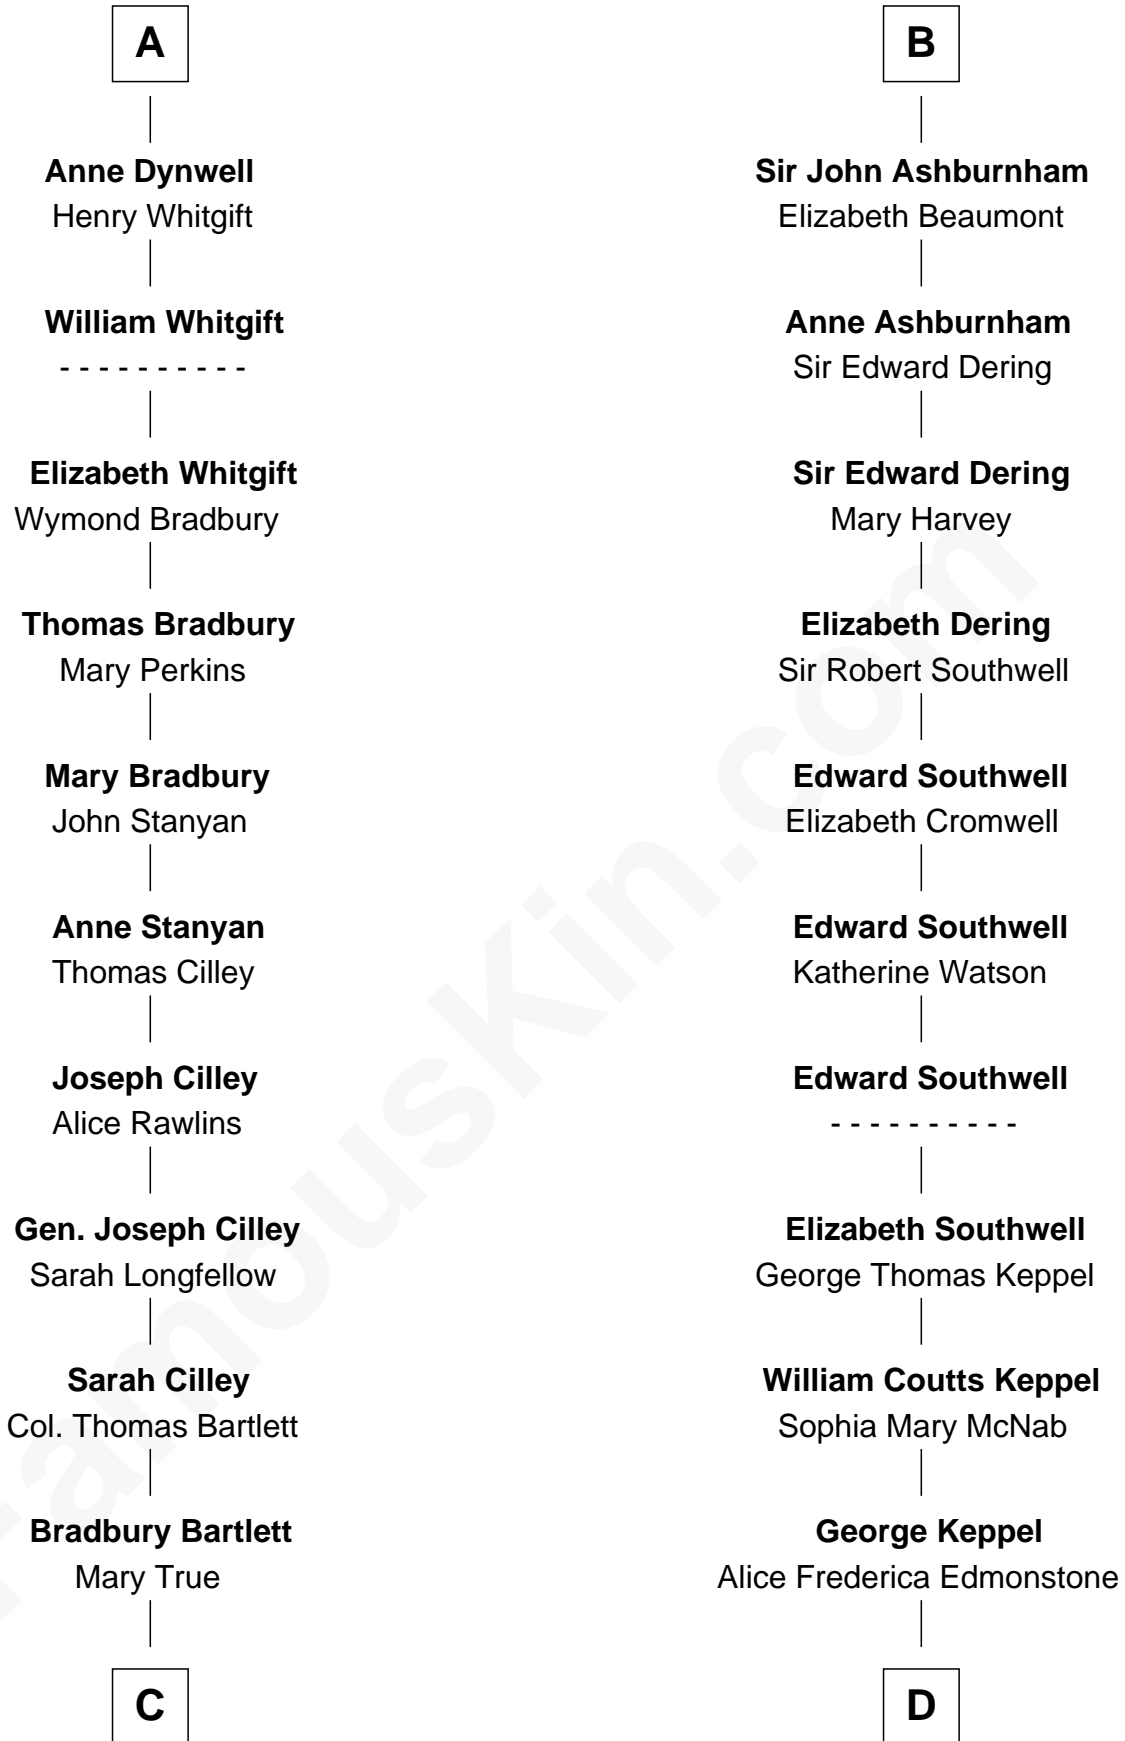 A
Anne Dynwell
Henry Whitgift
William Whitgift
- - - - - - - - - -
Elizabeth Whitgift
Wymond Bradbury
Thomas Bradbury
Mary Perkins
Mary Bradbury
John Stanyan
Anne Stanyan
Thomas Cilley
Joseph Cilley
Alice Rawlins
Gen. Joseph Cilley
Sarah Longfellow
Sarah Cilley
Col. Thomas Bartlett
Bradbury Bartlett
Mary True
C
B
Sir John Ashburnham
Elizabeth Beaumont
Anne Ashburnham
Sir Edward Dering
Sir Edward Dering
Mary Harvey
Elizabeth Dering
Sir Robert Southwell
Edward Southwell
Elizabeth Cromwell
Edward Southwell
Katherine Watson
Edward Southwell
- - - - - - - - - -
Elizabeth Southwell
George Thomas Keppel
William Coutts Keppel
Sophia Mary McNab
George Keppel
Alice Frederica Edmonstone
D
FamousKin.com